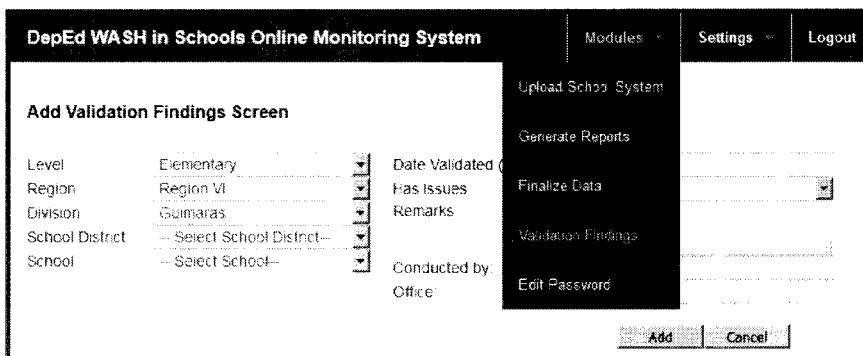 DepEd WASH in Schools Online Monitoring System
Modules
Settings
Logout
Upload School System
Generate Reports
Finalize Data
Validation Findings
Edit Password
Add Validation Findings Screen
Level Elementary
Region Region VI
Division Guimaras
School District -- Select School District--
School -- Select School--
Date Validated (
Has Issues
Remarks
Conducted by:
Office:
Add
Cancel